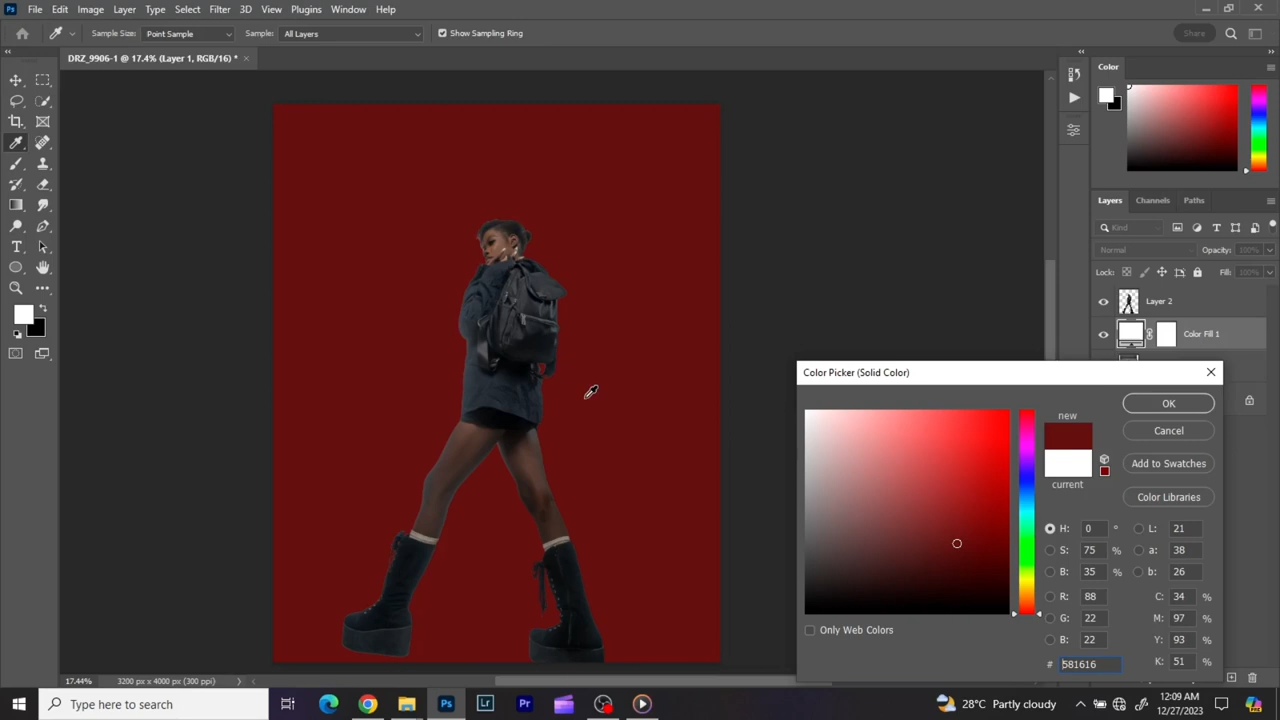 Ps File Edit Image Layer Type Select Filter 3D View Plugins Window Help
Sample Size: Point Sample Sample: All Layers Show Sampling Ring Share
DRZ_9906-1 @ 17.4% (Layer 1, RGB/16) *
Color
Layers Channels Paths
Kind
Normal Opacity: 100%
Lock: Fill: 100%
Layer 2
Color Fill 1
Color Picker (Solid Color)
new
current
OK
Cancel
Add to Swatches
Color Libraries
H: 0 ° L: 21
S: 75 % a: 38
B: 35 % b: 26
R: 88 C: 34 %
G: 22 M: 97 %
B: 22 Y: 93 %
# 581616 K: 51 %
Only Web Colors
17.44% 3200 px x 4000 px (300 ppi)
Type here to search
Ps Lr Pr
28°C Partly cloudy
12:09 AM
12/27/2023